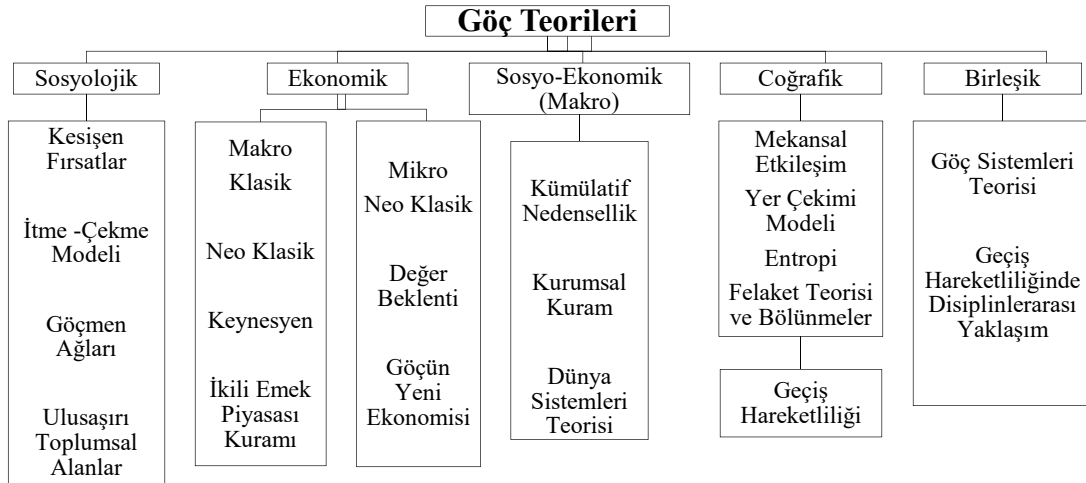 Göç Teorileri
Sosyolojik
Kesişen
Fırsatlar
İtme -Çekme
Modeli
Göçmen
Ağları
Ulusaşırı
Toplumsal
Alanlar
Ekonomik
Makro
Klasik
Neo Klasik
Keynesyen
İkili Emek
Piyasası
Kuramı
Mikro
Neo Klasik
Değer
Beklenti
Göçün
Yeni
Ekonomisi
Sosyo-Ekonomik
(Makro)
Kümülatif
Nedensellik
Kurumsal
Kuram
Dünya
Sistemleri
Teorisi
Coğrafik
Mekansal
Etkileşim
Yer Çekimi
Modeli
Entropi
Felaket Teorisi
ve Bölünmeler
Geçiş
Hareketliliği
Birleşik
Göç Sistemleri
Teorisi
Geçiş
Hareketliliğinde
Disiplinlerarası
Yaklaşım